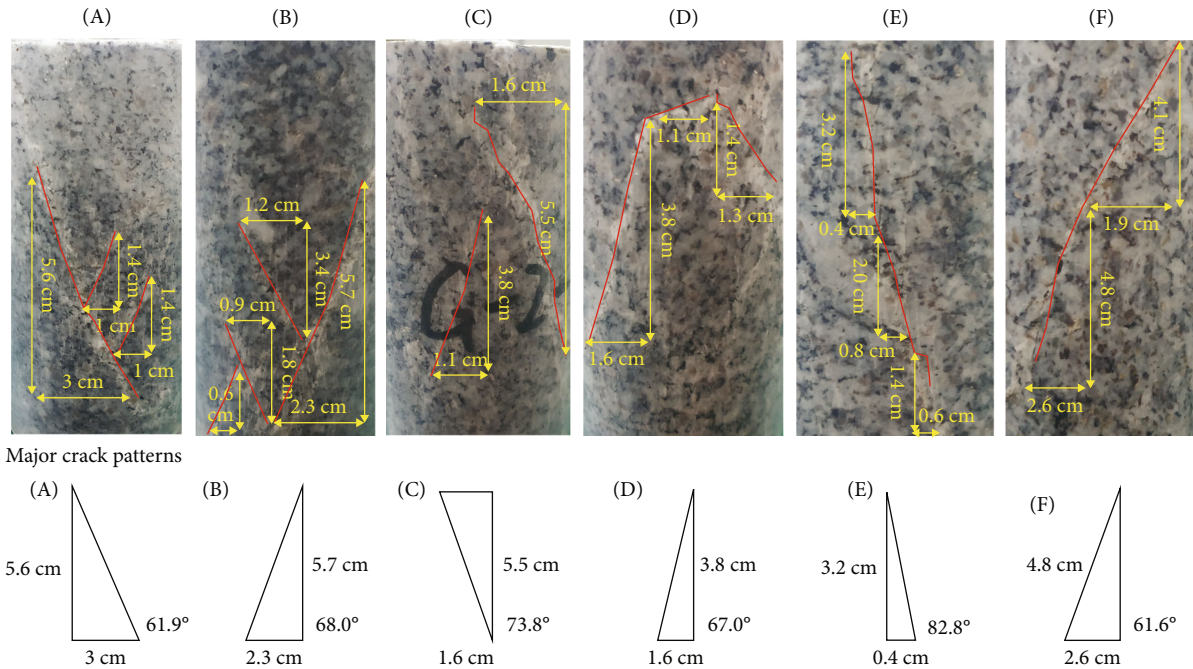 (A) (B) (C) (D) (E) (F)
5.6 cm
1.4 cm
1.4 cm
1 cm
1 cm
3 cm
1.2 cm
3.4 cm
5.7 cm
0.9 cm
1.8 cm
0.6 cm
2.3 cm
1.6 cm
5.5 cm
3.8 cm
1.1 cm
G 2
1.1 cm
1.4 cm
3.8 cm
1.3 cm
1.6 cm
3.2 cm
0.4 cm
2.0 cm
0.8 cm
1.4 cm
0.6 cm
4.1 cm
1.9 cm
4.8 cm
2.6 cm
Major crack patterns
(A) (B) (C) (D) (E) (F)
5.6 cm 5.7 cm 5.5 cm 3.8 cm 3.2 cm 4.8 cm
61.9° 68.0° 73.8° 67.0° 82.8° 61.6°
3 cm 2.3 cm 1.6 cm 1.6 cm 0.4 cm 2.6 cm